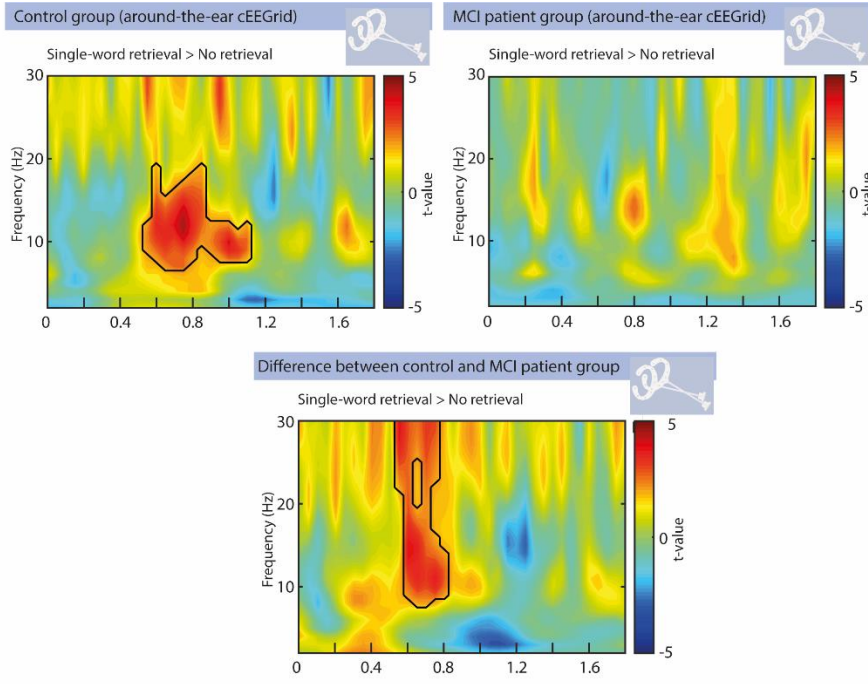 Control group (around-the-ear cEEGrid)
Single-word retrieval > No retrieval
30
20
10
Frequency (Hz)
0
0.4
0.8
1.2
1.6
5
0
-5
t-value
MCI patient group (around-the-ear cEEGrid)
Single-word retrieval > No retrieval
30
20
10
Frequency (Hz)
0
0.4
0.8
1.2
1.6
5
0
-5
t-value
Difference between control and MCI patient group
Single-word retrieval > No retrieval
30
20
10
Frequency (Hz)
0
0.4
0.8
1.2
1.6
5
0
-5
t-value